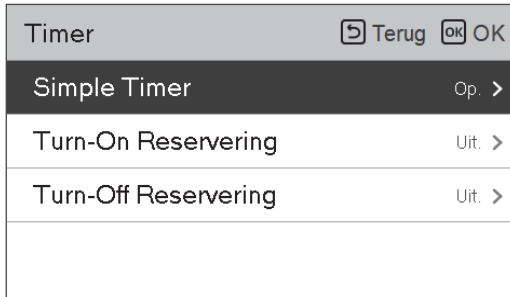 Timer Terug OK OK
Simple Timer Op.
Turn-On Reservering Uit.
Turn-Off Reservering Uit.